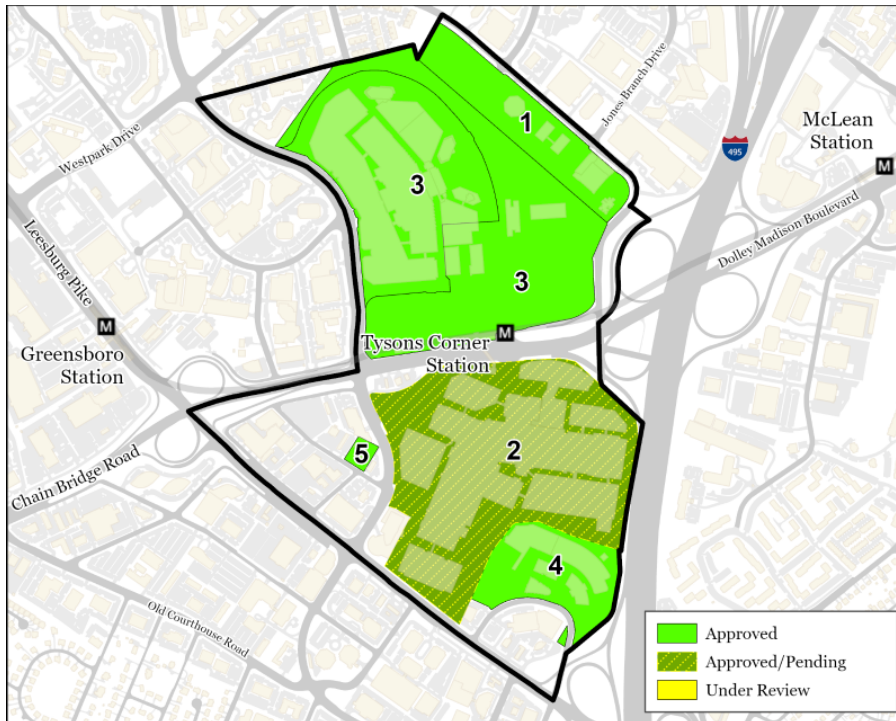 Jones Branch Drive
1
McLean
Station
M
495
Westpark Drive
3
Leesburg Pike
Dolley Madison Boulevard
3
M
M
Tysons Corner
Station
Greensboro
Station
2
5
Chain Bridge Road
4
Old Courthouse Road
Approved
Approved/Pending
Under Review